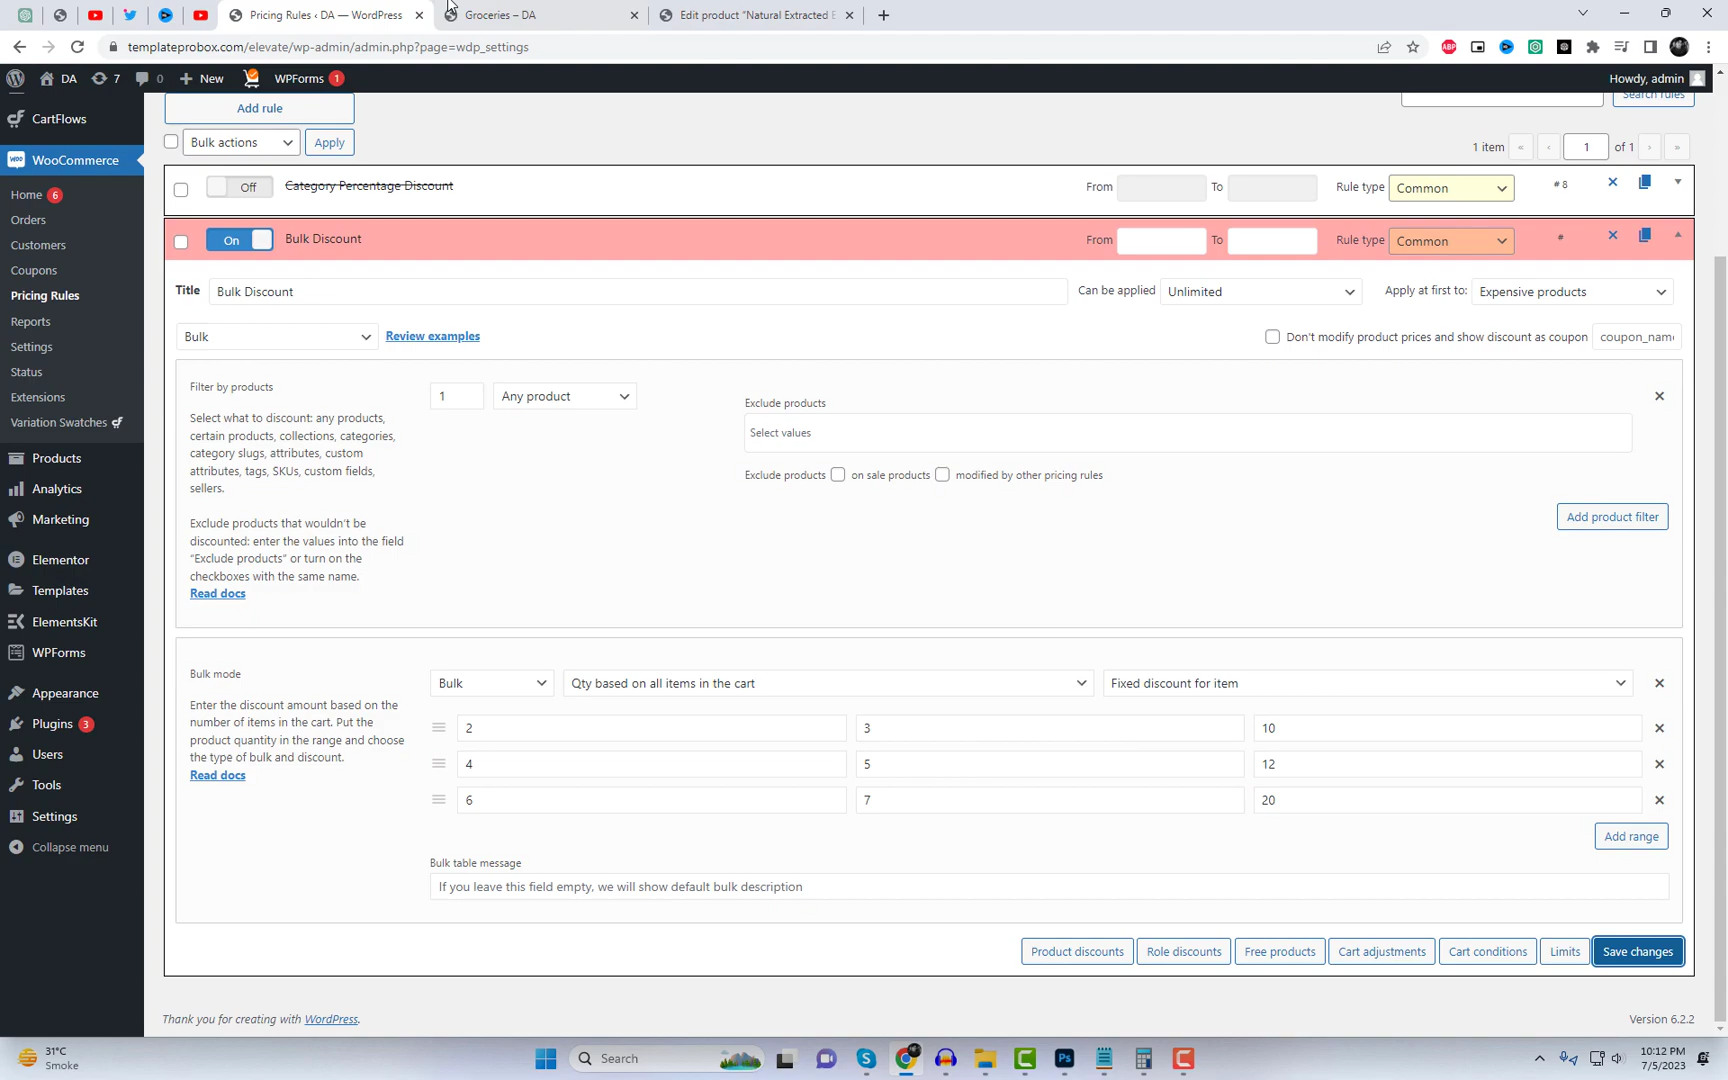 Pricing Rules ‹ DA — WordPress
Groceries – DA
Edit product "Natural Extracted E
templateprobox.com/elevate/wp-admin/admin.php?page=wdp_settings
ABP
DA
7
0
New
WPForms 1
Howdy, admin
CartFlows
WooCommerce
Home 6
Orders
Customers
Coupons
Pricing Rules
Reports
Settings
Status
Extensions
Variation Swatches
Products
Analytics
Marketing
Elementor
Templates
ElementsKit
WPForms
Appearance
Plugins 3
Users
Tools
Settings
Collapse menu
Add rule
Search rules
Bulk actions
Apply
1 item « ‹ 1 of 1 › »
Off Category Percentage Discount From To Rule type Common # 8
On Bulk Discount From To Rule type Common #
Title Bulk Discount Can be applied Unlimited Apply at first to: Expensive products
Bulk Review examples Don't modify product prices and show discount as coupon coupon_name
Filter by products
Select what to discount: any products,
certain products, collections, categories,
category slugs, attributes, custom
attributes, tags, SKUs, custom fields,
sellers.
Exclude products that wouldn't be
discounted: enter the values into the field
"Exclude products" or turn on the
checkboxes with the same name.
Read docs
1 Any product
Exclude products
Select values
Exclude products on sale products modified by other pricing rules
Add product filter
Bulk mode
Enter the discount amount based on the
number of items in the cart. Put the
product quantity in the range and choose
the type of bulk and discount.
Read docs
Bulk Qty based on all items in the cart Fixed discount for item
2 3 10
4 5 12
6 7 20
Add range
Bulk table message
If you leave this field empty, we will show default bulk description
Product discounts Role discounts Free products Cart adjustments Cart conditions Limits Save changes
Thank you for creating with WordPress.
Version 6.2.2
31°C
Smoke
Search
10:12 PM
7/5/2023